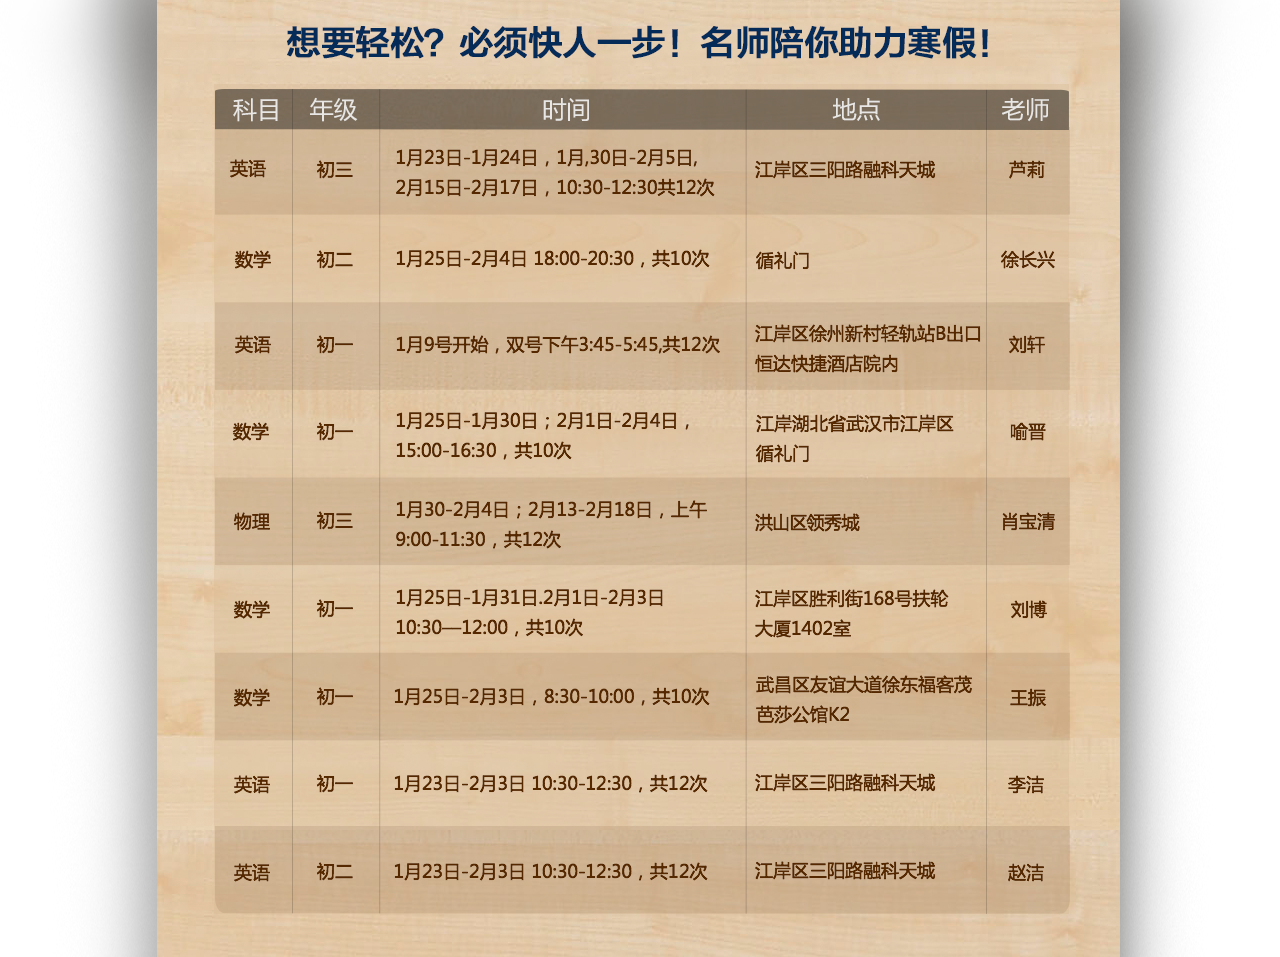 想要轻松？必须快人一步！名师陪你助力寒假！
科目 年级 时间 地点 老师
英语 初三 1月23日-1月24日，1月,30日-2月5日, 江岸区三阳路融科天城 芦莉
2月15日-2月17日，10:30-12:30共12次
数学 初二 1月25日-2月4日 18:00-20:30，共10次 循礼门 徐长兴
江岸区徐州新村轻轨站B出口
英语 初一 1月9号开始，双号下午3:45-5:45,共12次 刘轩
恒达快捷酒店院内
1月25日-1月30日；2月1日-2月4日， 江岸湖北省武汉市江岸区
数学 初一 喻晋
15:00-16:30，共10次 循礼门
1月30-2月4日；2月13-2月18日，上午
物理 初三 洪山区领秀城 肖宝清
9:00-11:30，共12次
1月25日-1月31日.2月1日-2月3日 江岸区胜利街168号扶轮
数学 初一 刘博
10:30—12:00，共10次 大厦1402室
武昌区友谊大道徐东福客茂
数学 初一 1月25日-2月3日，8:30-10:00，共10次 王振
芭莎公馆K2
英语 初一 1月23日-2月3日 10:30-12:30，共12次 江岸区三阳路融科天城 李洁
英语 初二 1月23日-2月3日 10:30-12:30，共12次 江岸区三阳路融科天城 赵洁